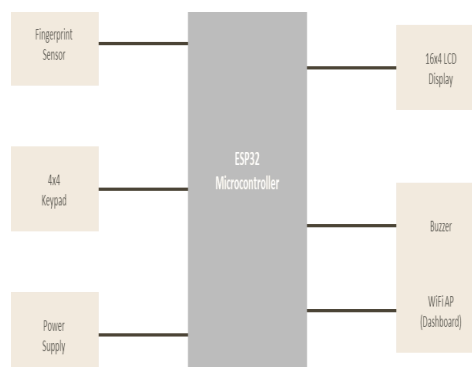 Fingerprint
Sensor
4x4
Keypad
Power
Supply
ESP32
Microcontroller
16x4 LCD
Display
Buzzer
WiFi AP
(Dashboard)